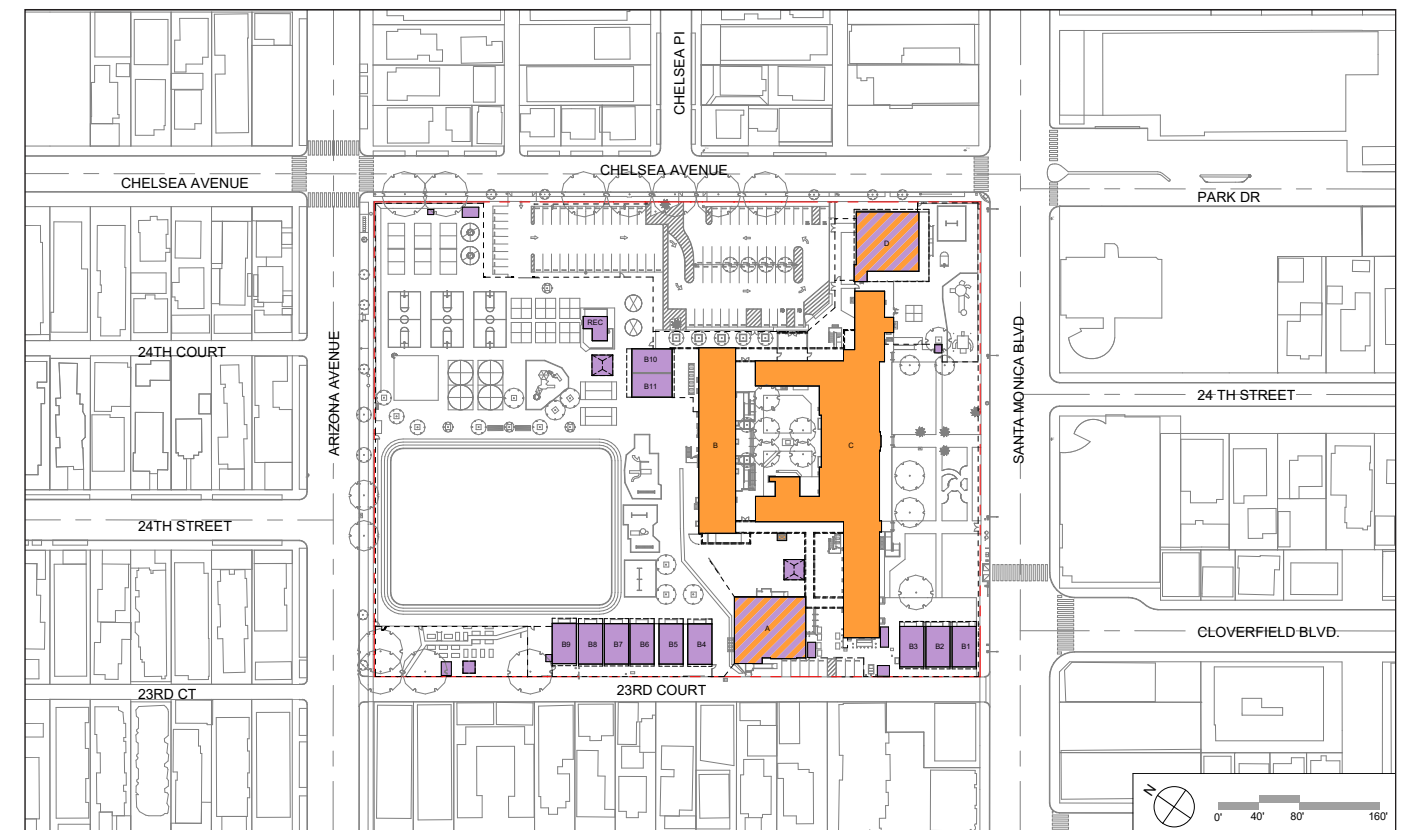 CHELSEA Pl
CHELSEA AVENUE
CHELSEA AVENUE
PARK DR
D
REC
ARIZONA AVENUE
SANTA MONICA BLVD
24TH COURT
B10
B11
24 TH STREET
B
C
24TH STREET
A
B9
B8
B7
B6
B5
B4
B3
B2
B1
CLOVERFIELD BLVD.
23RD CT
23RD COURT
N
0'
40'
80'
160'